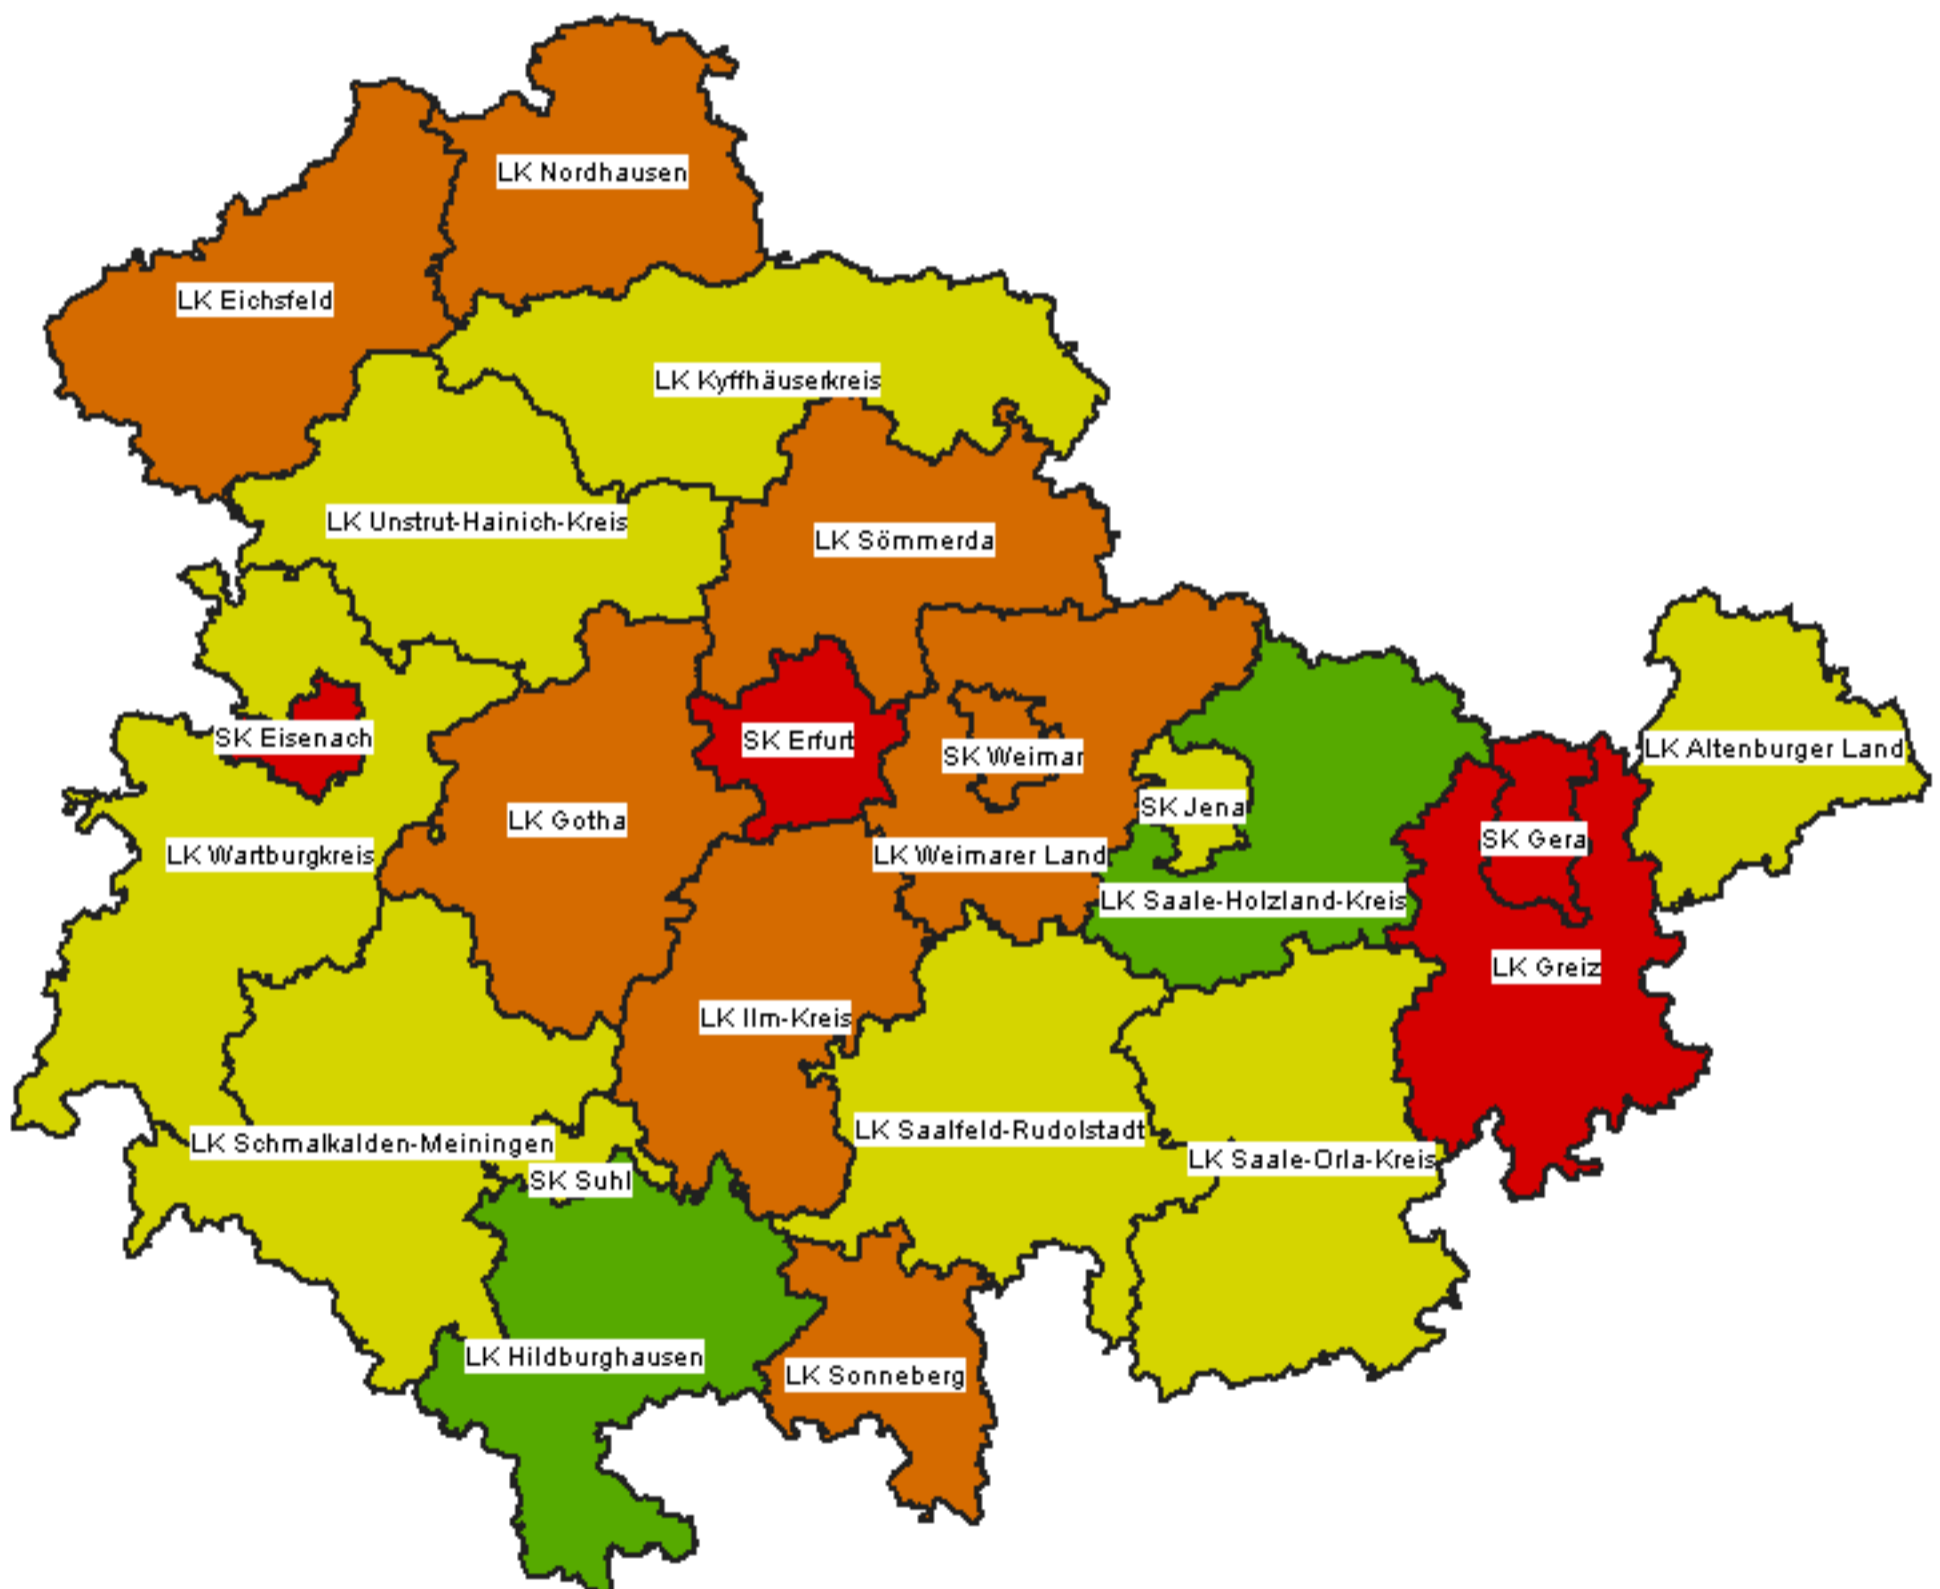 LK Nordhausen
LK Eichsfeld
LK Kyffhäuserkreis
LK Unstrut-Hainich-Kreis
LK Sömmerda
SK Eisenach
SK Erfurt
SK Weimar
LK Altenburger Land
SK Jena
LK Gotha
SK Gera
LK Wartburgkreis
LK Weimarer Land
LK Saale-Holzland-Kreis
LK Greiz
LK Ilm-Kreis
LK Saalfeld-Rudolstadt
LK Schmalkalden-Meiningen
LK Saale-Orla-Kreis
SK Suhl
LK Hildburghausen
LK Sonneberg